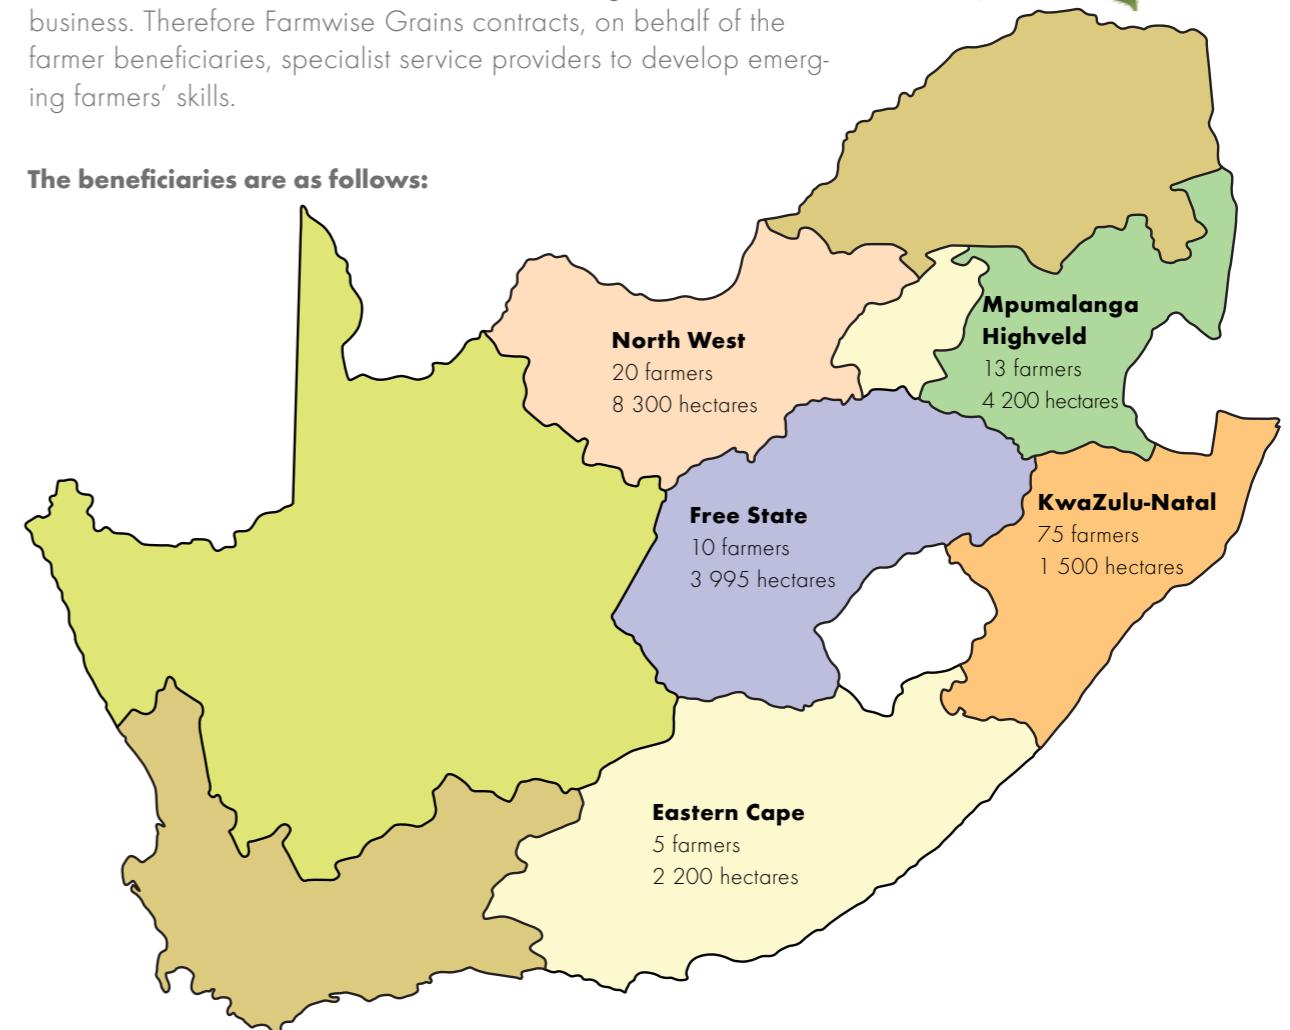 business. Therefore Farmwise Grains contracts, on behalf of the
farmer beneficiaries, specialist service providers to develop emerg-
ing farmers’ skills.
The beneficiaries are as follows:
Mpumalanga
Highveld
13 farmers
4 200 hectares
North West
20 farmers
8 300 hectares
KwaZulu-Natal
75 farmers
1 500 hectares
Free State
10 farmers
3 995 hectares
Eastern Cape
5 farmers
2 200 hectares